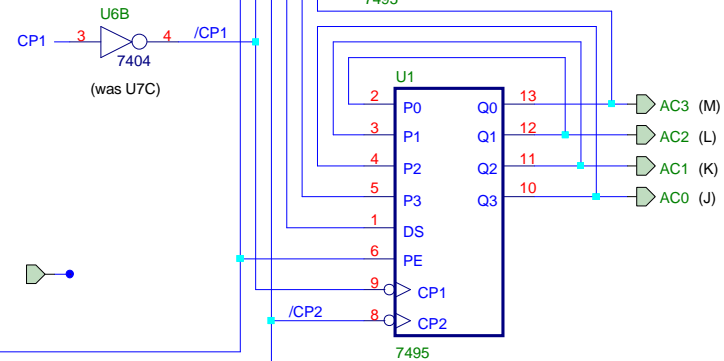 7495
U6B
CP1 3 4 /CP1
7404
(was U7C)
U1
2 P0 Q0 13 AC3 (M)
3 P1 Q1 12 AC2 (L)
4 P2 Q2 11 AC1 (K)
5 P3 Q3 10 AC0 (J)
1 DS
6 PE
9 CP1
/CP2 8 CP2
7495